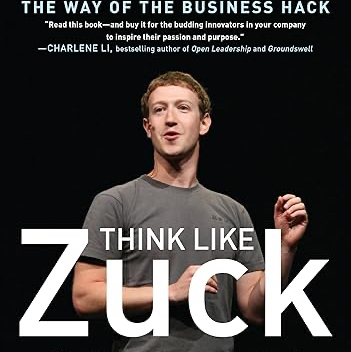 THE WAY OF THE BUSINESS HACK
"Read this book—and buy it for the budding innovators in your company
to inspire their passion and purpose."
—CHARLENE LI, bestselling author of Open Leadership and Groundswell
THINK LIKE
Zuck